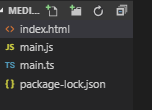 MEDI...
index.html
JS main.js
TS main.ts
{} package-lock.json